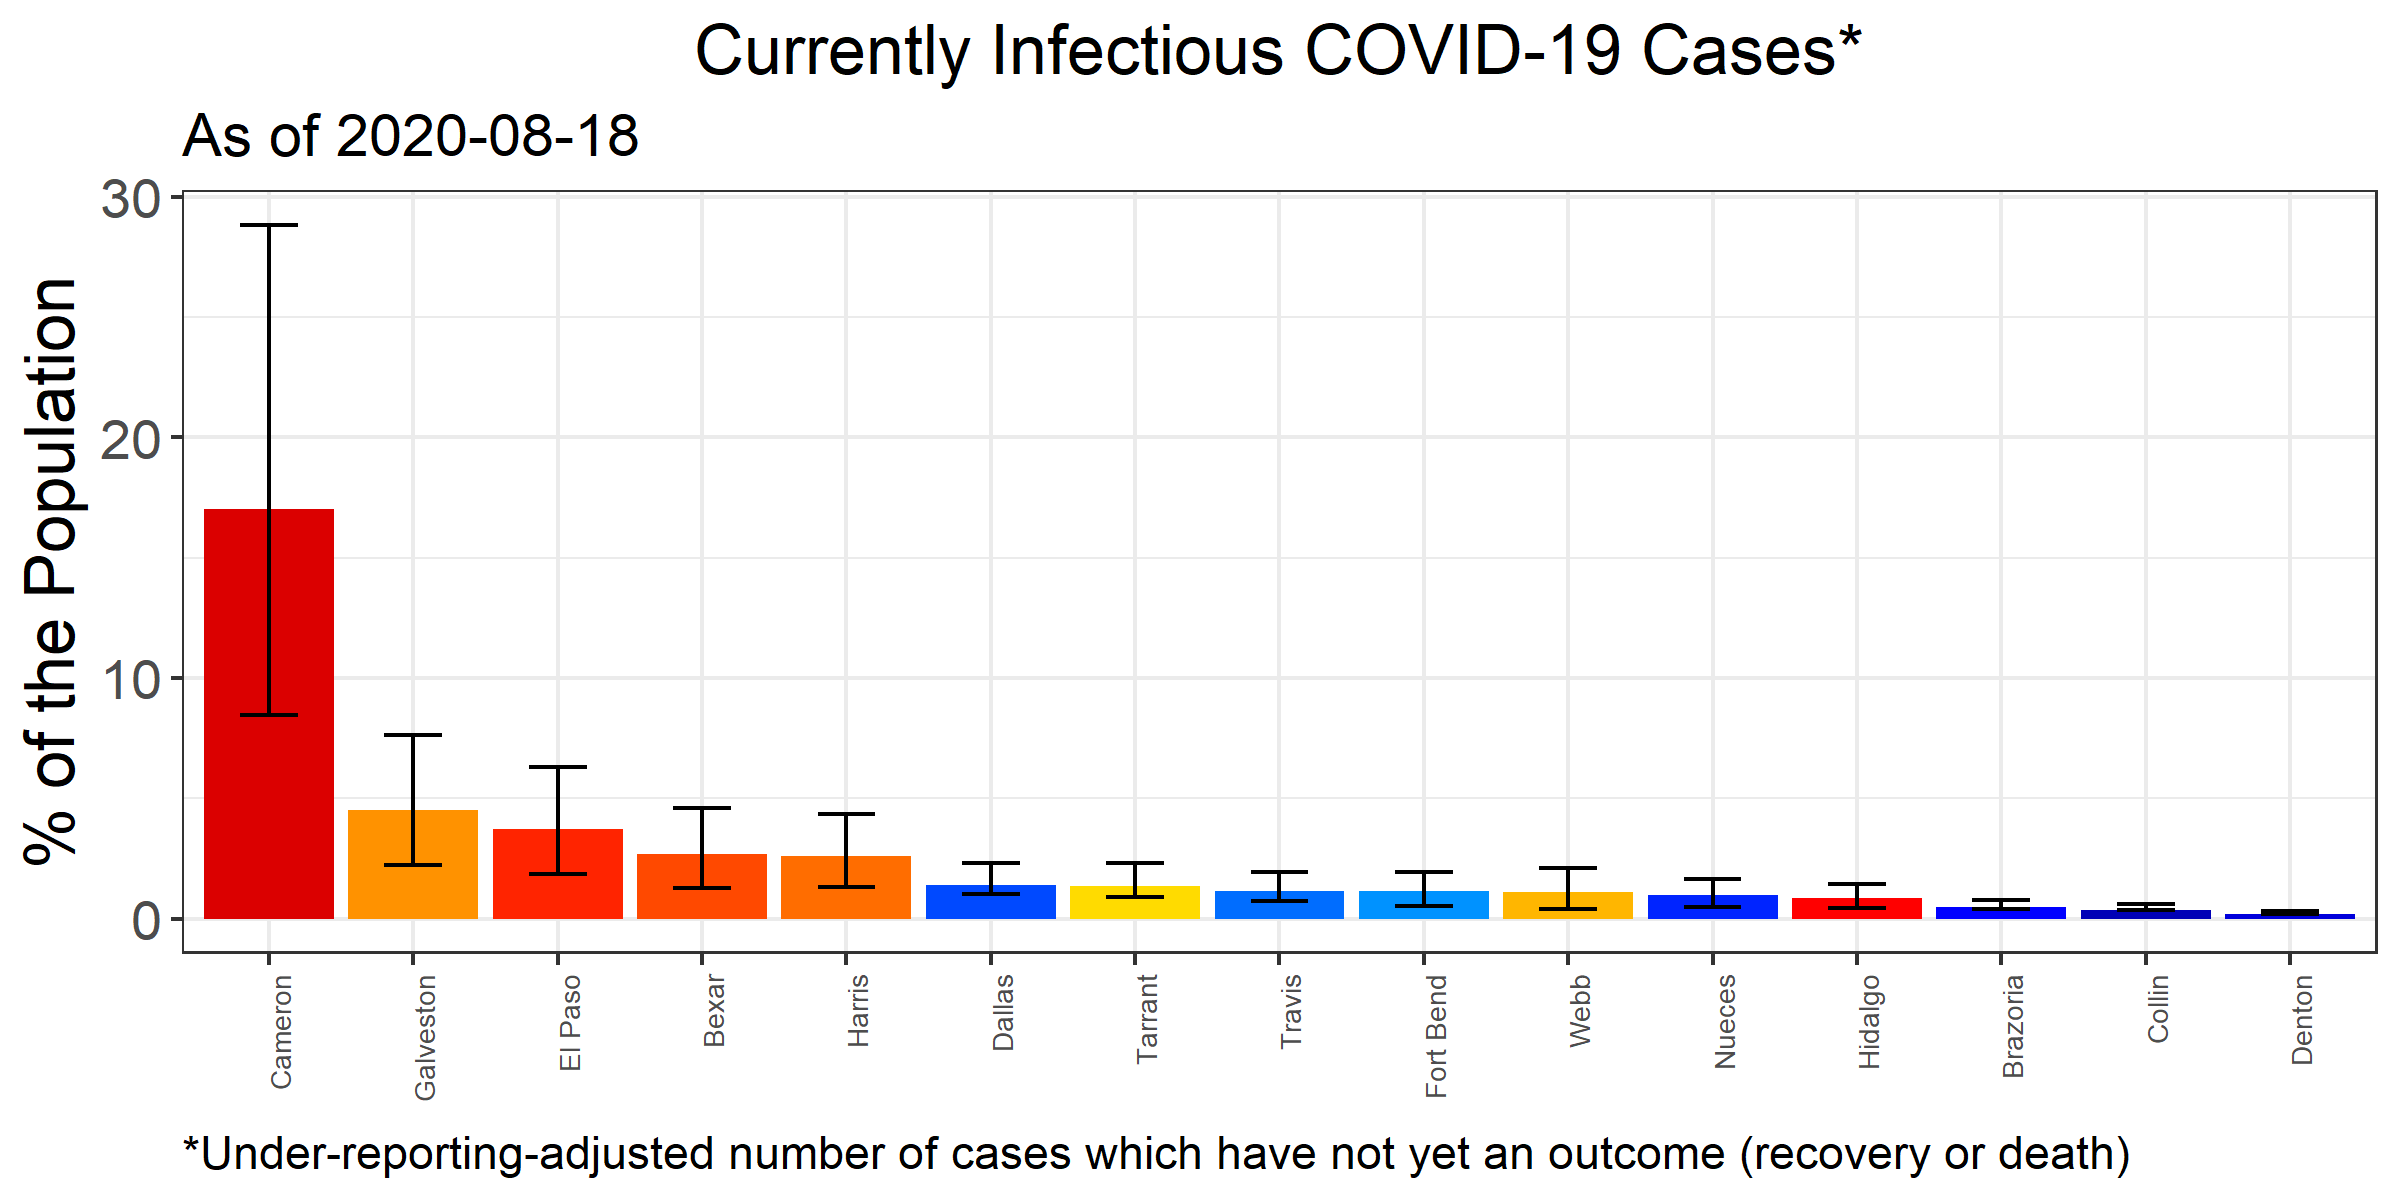 Currently Infectious COVID-19 Cases*
As of 2020-08-18
% of the Population
30
20
10
0
Cameron
Galveston
El Paso
Bexar
Harris
Dallas
Tarrant
Travis
Fort Bend
Webb
Nueces
Hidalgo
Brazoria
Collin
Denton
*Under-reporting-adjusted number of cases which have not yet an outcome (recovery or death)